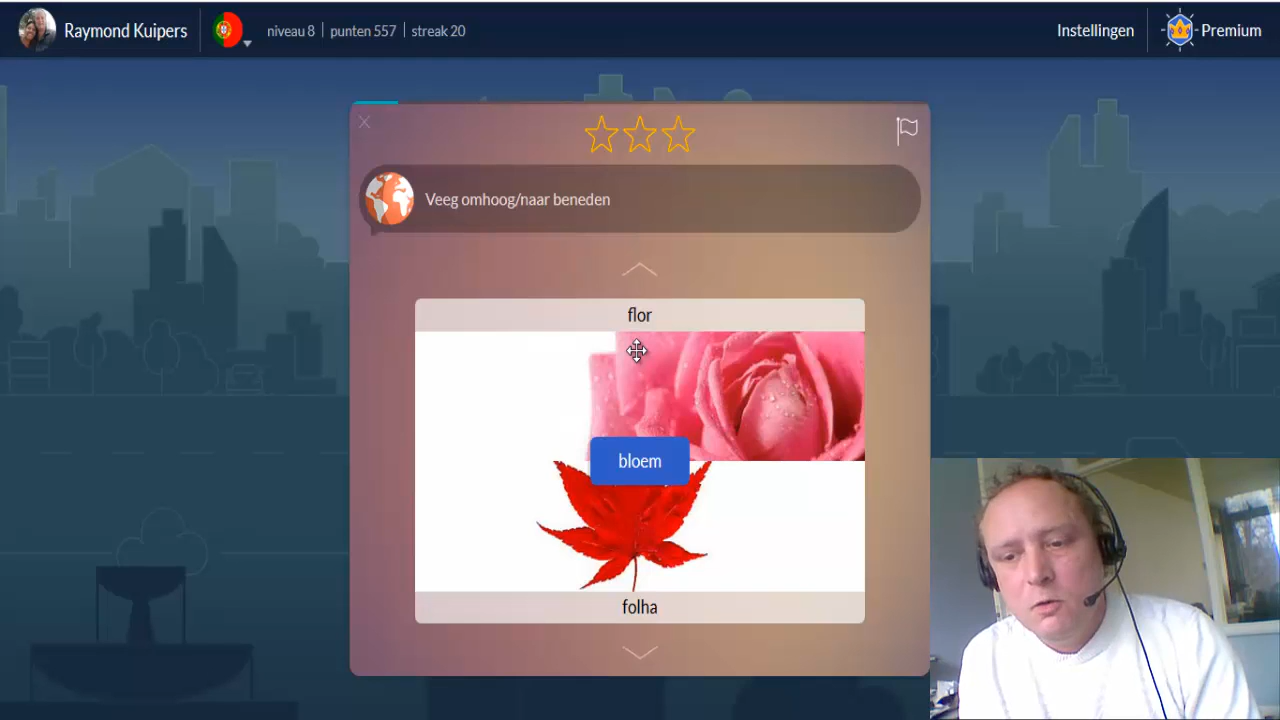 Raymond Kuipers niveau 8 | punten 557 | streak 20 Instellingen Premium
Veeg omhoog/naar beneden
flor
bloem
folha